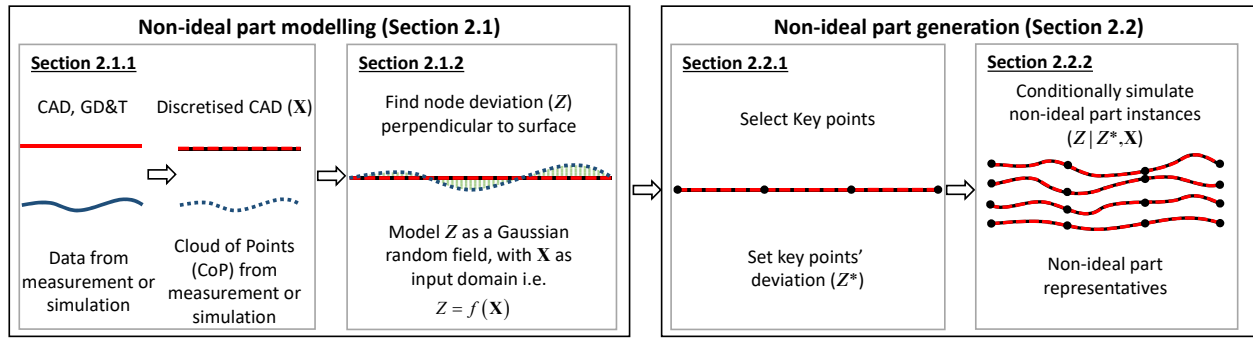 Non-ideal part modelling (Section 2.1)
Section 2.1.1
CAD, GD&T
Discretised CAD (X)
Data from
measurement or
simulation
Cloud of Points
(CoP) from
measurement or
simulation
Section 2.1.2
Find node deviation (Z)
perpendicular to surface
Model Z as a Gaussian
random field, with X as
input domain i.e.
Z = f (X)
Non-ideal part generation (Section 2.2)
Section 2.2.1
Select Key points
Set key points'
deviation (Z*)
Section 2.2.2
Conditionally simulate
non-ideal part instances
(Z | Z*,X)
Non-ideal part
representatives